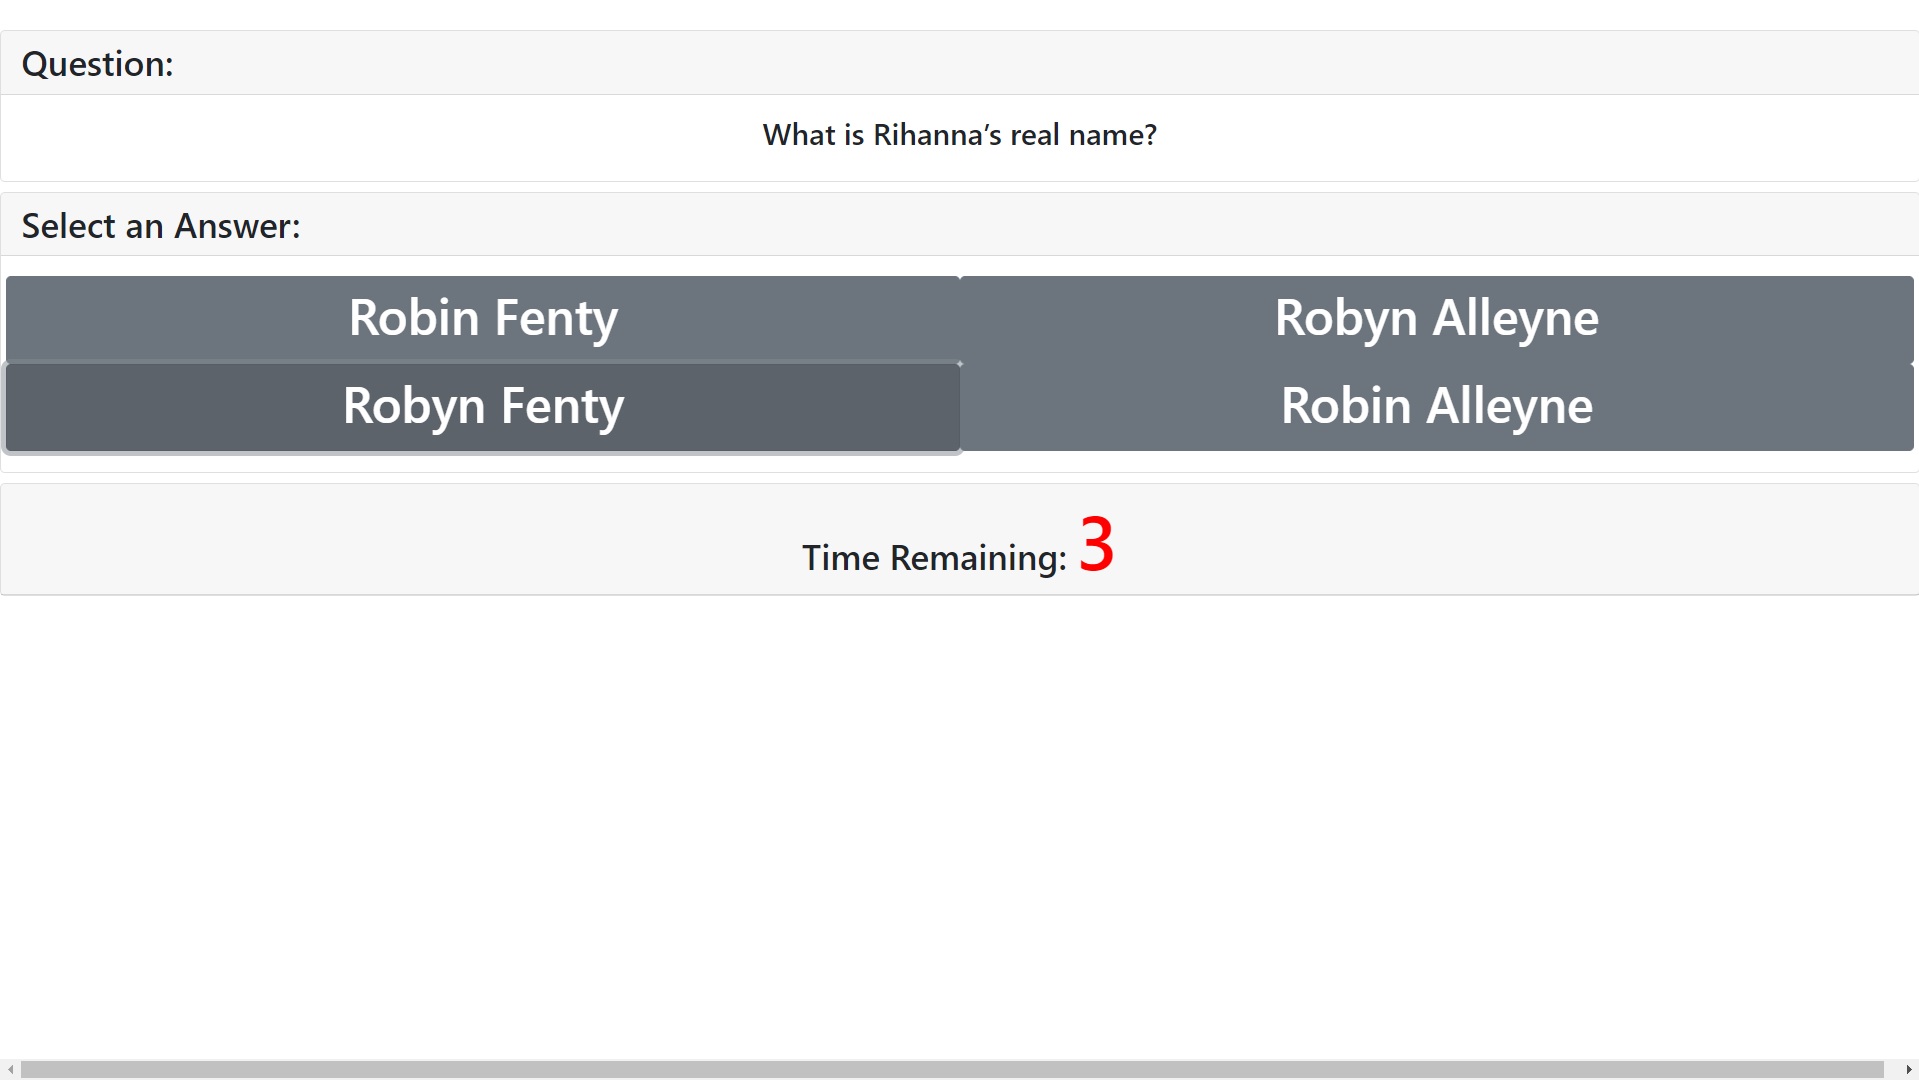 Question:
What is Rihanna’s real name?
Select an Answer:
Robin Fenty
Robyn Alleyne
Robyn Fenty
Robin Alleyne
Time Remaining: 3